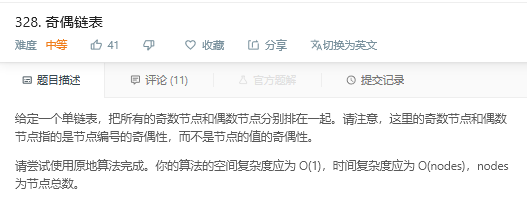 328. 奇偶链表
难度 中等 41 收藏 分享 切换为英文
题目描述 评论 (11) 官方题解 提交记录
给定一个单链表，把所有的奇数节点和偶数节点分别排在一起。请注意，这里的奇数节点和偶数节
点指的是节点编号的奇偶性，而不是节点的值的奇偶性。
请尝试使用原地算法完成。你的算法的空间复杂度应为 O(1)，时间复杂度应为 O(nodes)，nodes
为节点总数。